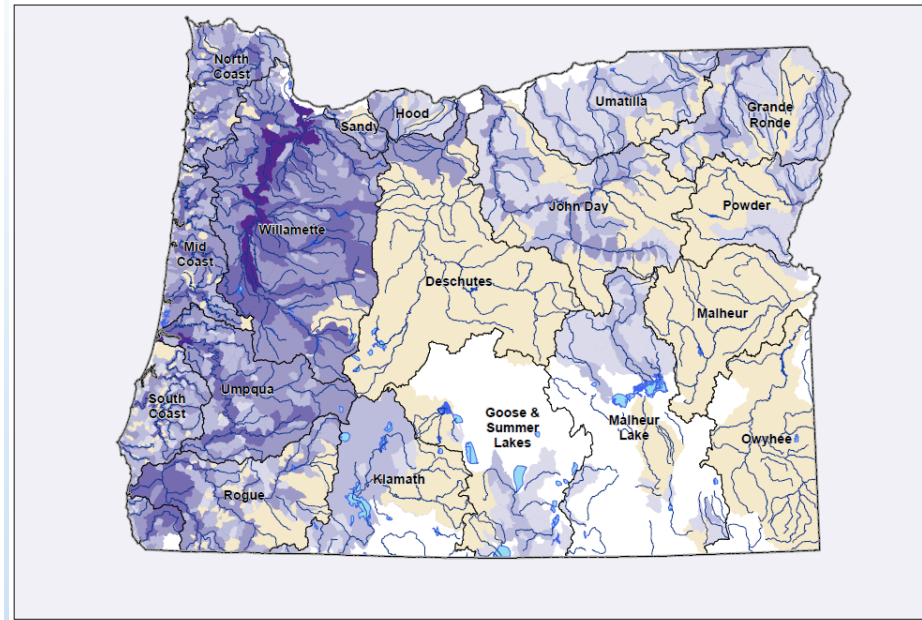 North
Coast
Sandy
Hood
Umatilla
Grande
Ronde
John Day
Powder
Willamette
Mid
Coast
Deschutes
Malheur
South
Coast
Umpqua
Goose &
Summer
Lakes
Malheur
Lake
Owyhee
Rogue
Klamath